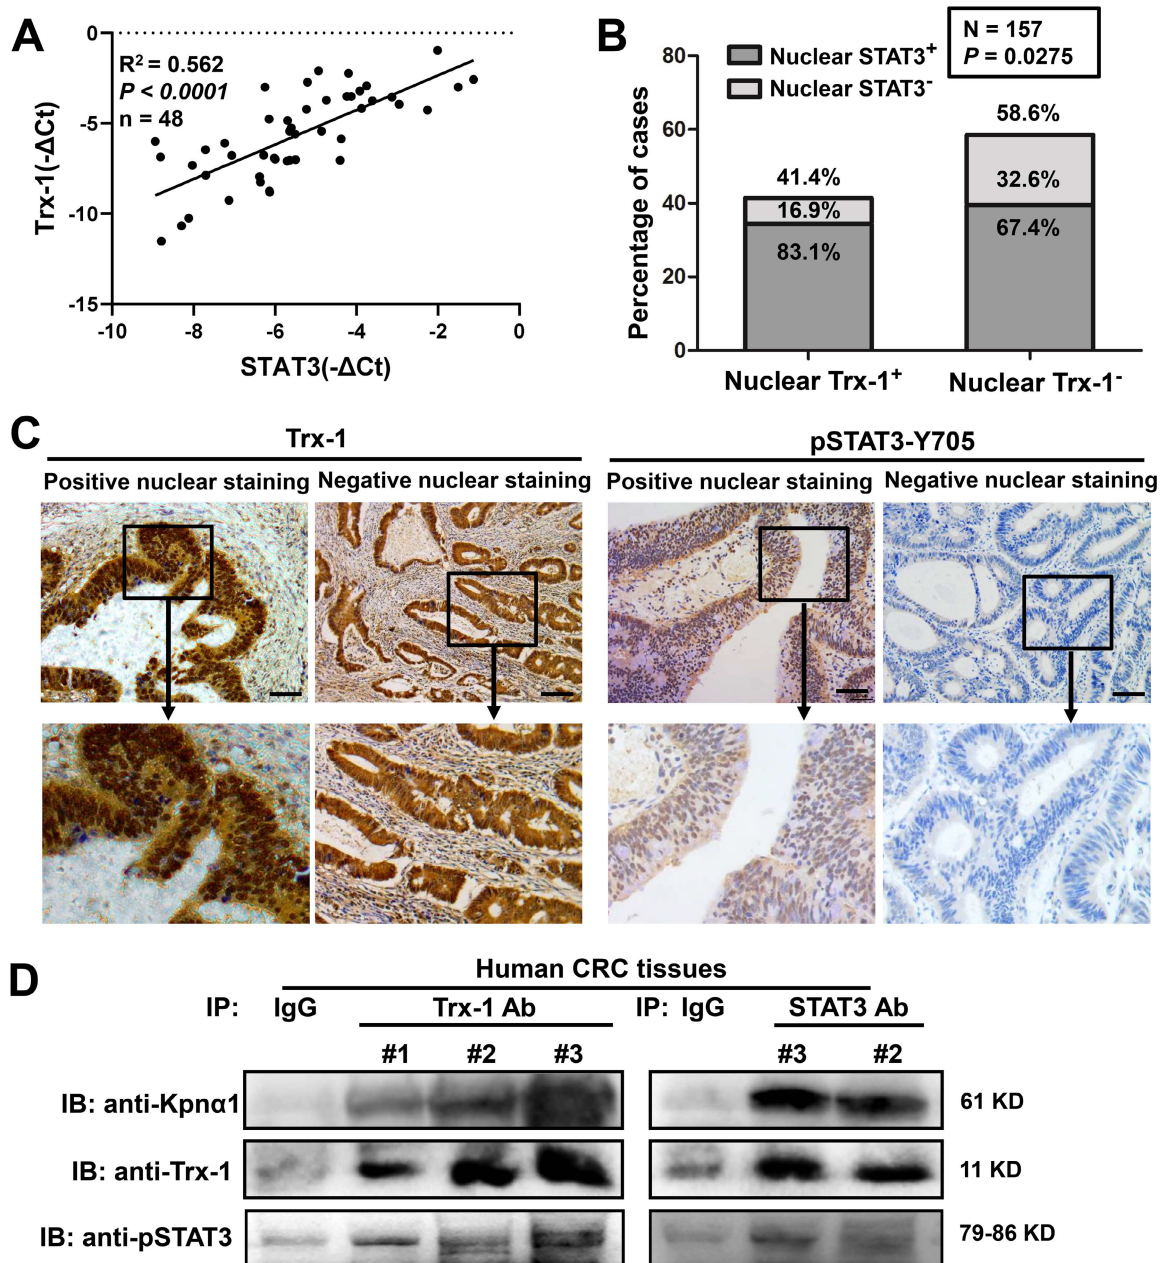 A
0
-5
-10
-15
Trx-1(-ΔCt)
R² = 0.562
P < 0.0001
n = 48
-10 -8 -6 -4 -2 0
STAT3(-ΔCt)
B
N = 157
P = 0.0275
Nuclear STAT3⁺
Nuclear STAT3⁻
80
60
40
20
0
Percentage of cases
41.4%
16.9%
83.1%
58.6%
32.6%
67.4%
Nuclear Trx-1⁺ Nuclear Trx-1⁻
C
Trx-1 pSTAT3-Y705
Positive nuclear staining Negative nuclear staining Positive nuclear staining Negative nuclear staining
D
Human CRC tissues
IP: IgG Trx-1 Ab IP: IgG STAT3 Ab
#1 #2 #3 #3 #2
IB: anti-Kpnα1 61 KD
IB: anti-Trx-1 11 KD
IB: anti-pSTAT3 79-86 KD